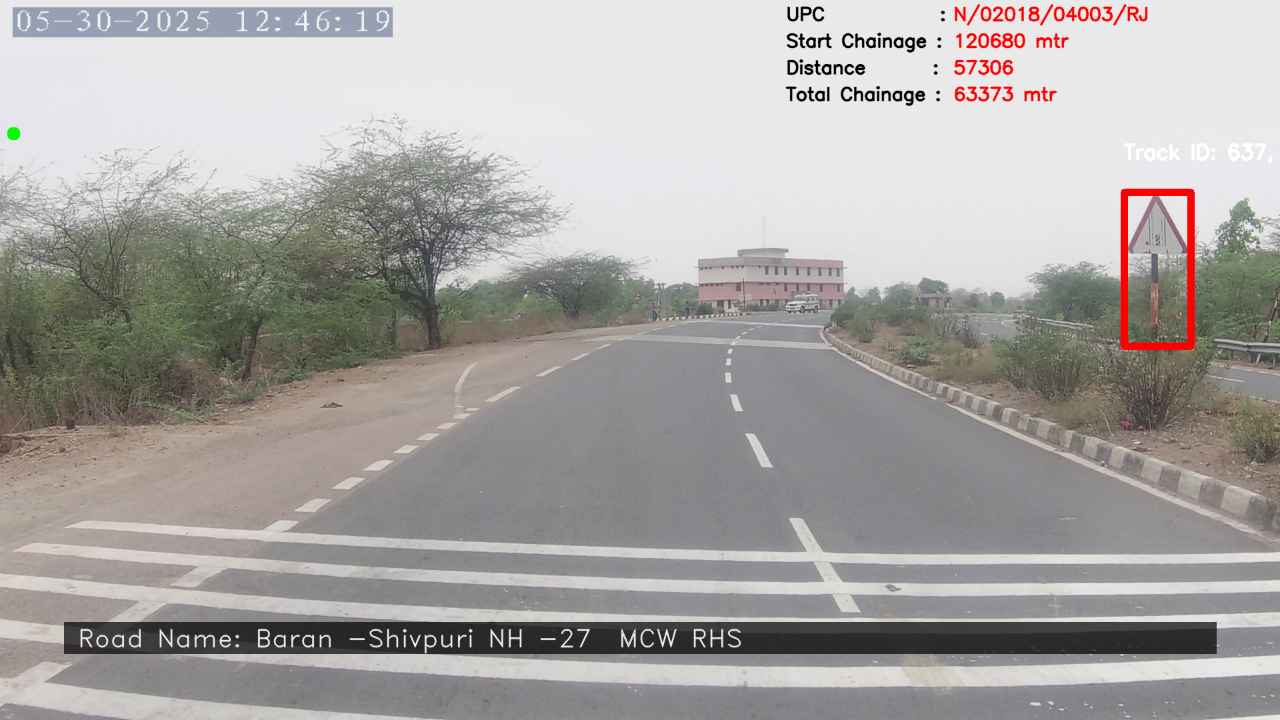 05-30-2025 12:46:19
UPC : N/02018/04003/RJ
Start Chainage : 120680 mtr
Distance : 57306
Total Chainage : 63373 mtr
Track ID: 637,
Road Name: Baran -Shivpuri NH -27 MCW RHS